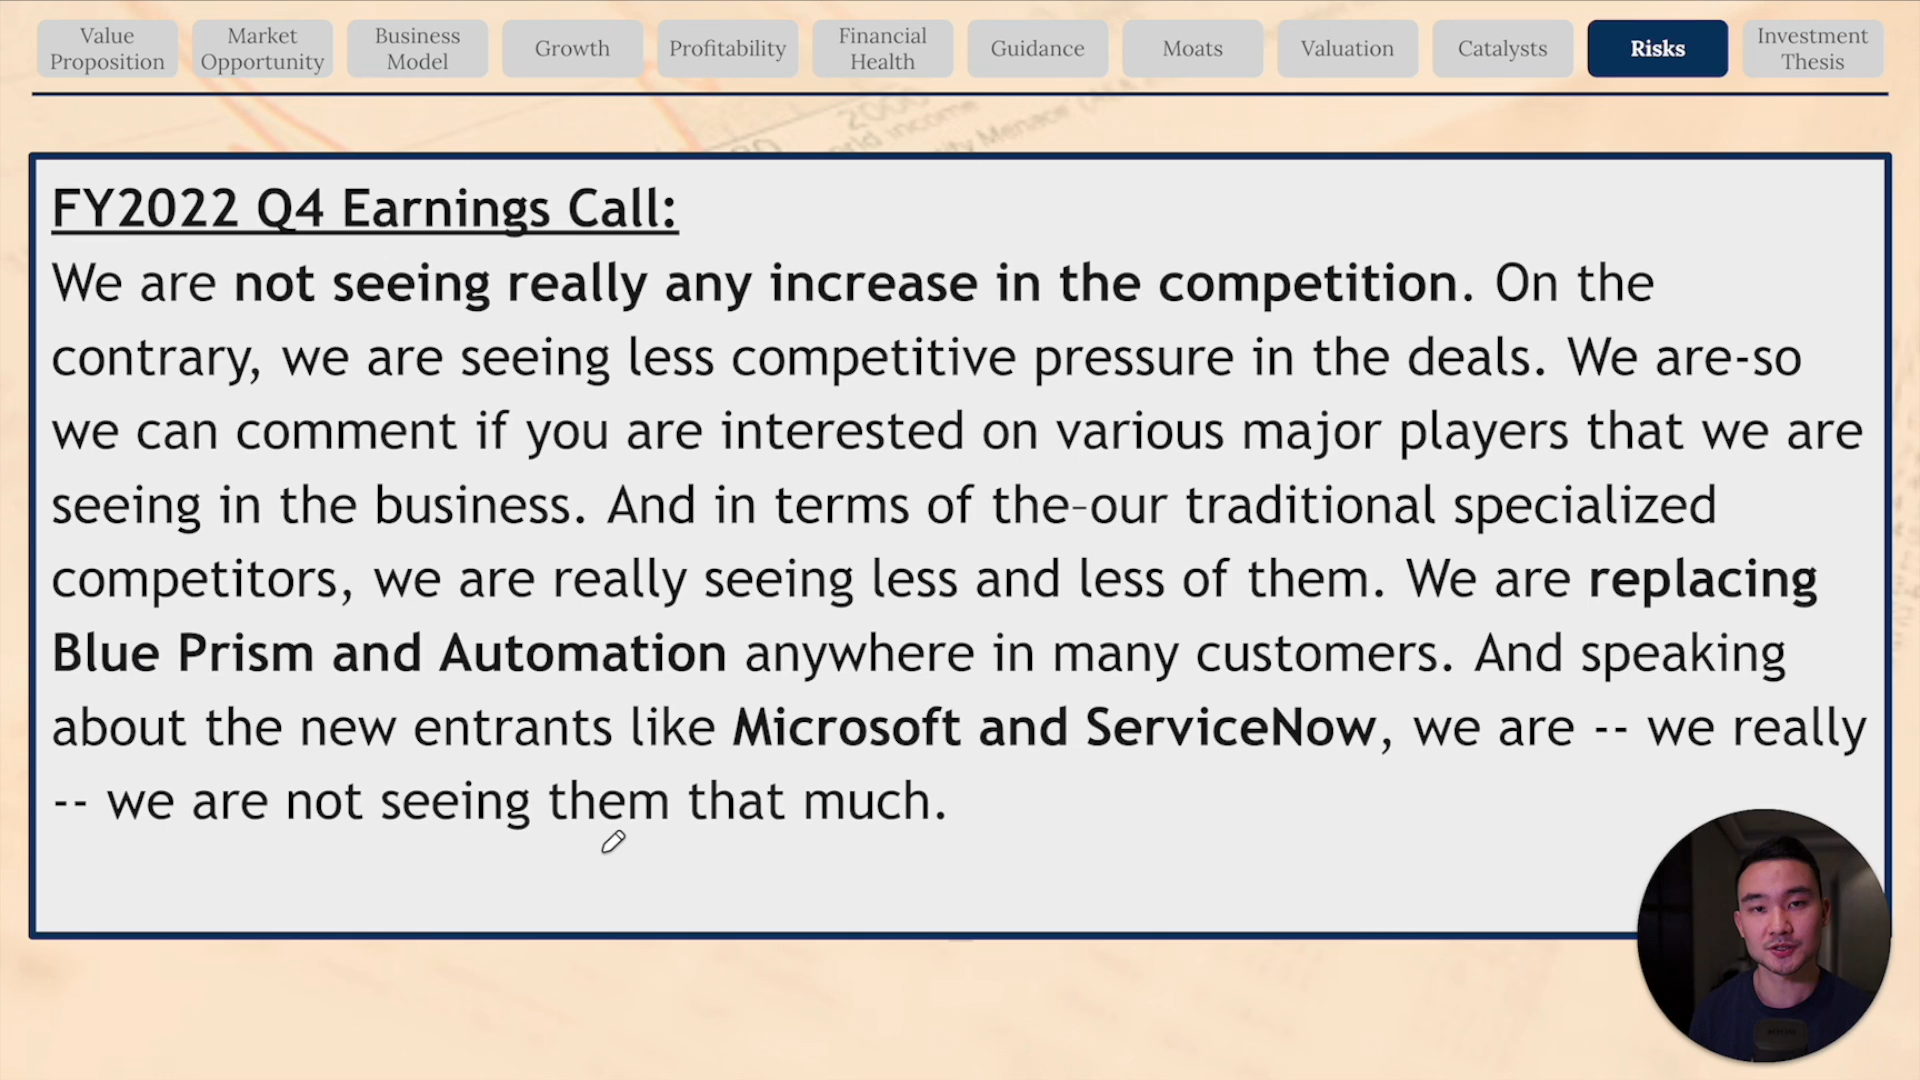 Value Proposition
Market Opportunity
Business Model
Growth
Profitability
Financial Health
Guidance
Moats
Valuation
Catalysts
Risks
Investment Thesis
FY2022 Q4 Earnings Call:
We are not seeing really any increase in the competition. On the
contrary, we are seeing less competitive pressure in the deals. We are-so
we can comment if you are interested on various major players that we are
seeing in the business. And in terms of the–our traditional specialized
competitors, we are really seeing less and less of them. We are replacing
Blue Prism and Automation anywhere in many customers. And speaking
about the new entrants like Microsoft and ServiceNow, we are -- we really
-- we are not seeing them that much.